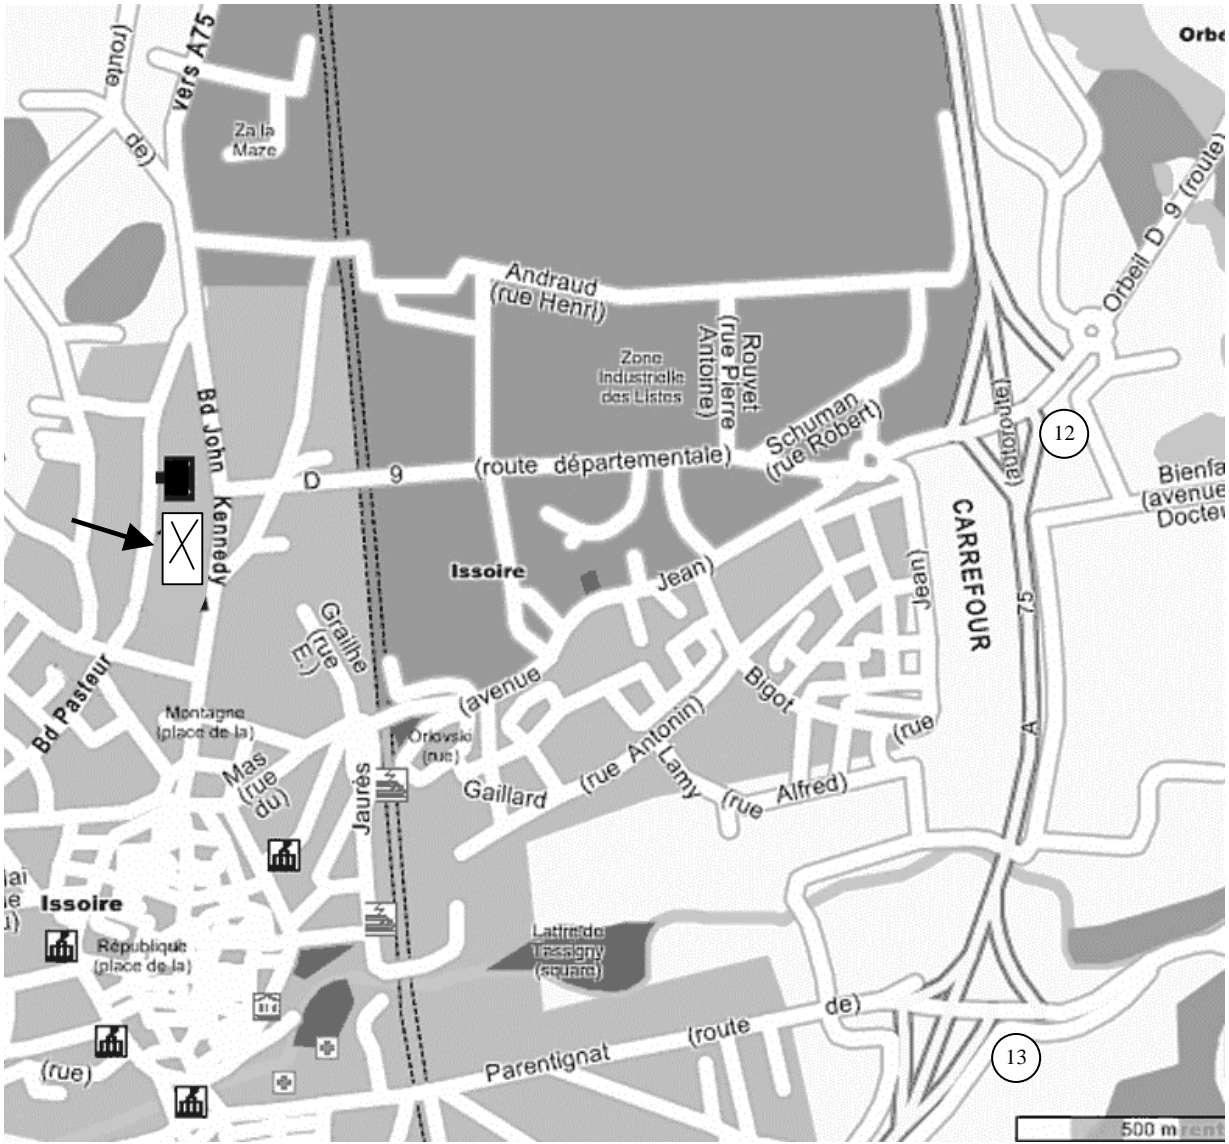 Orbe
(route
de)
vers A75
Za la
Maze
Orbeil D 9 (route)
Andraud
(rue Henri)
Zone
Industrielle
des Listes
Rouvet
(rue Pierre
Antoine)
Schuman
(rue Robert)
(autoroute)
12
Bd John
Kennedy
D 9 (route départementale)
Bienfa
(avenue
Docteu
CARREFOUR
Issoire
Jean)
(avenue
Jean)
Grailhe
(rue
E.)
A 75
Bd Pasteur
Montagne
(place de la)
Orlovski
(rue)
Bigot
(rue
Mas
(rue
du)
Jaurès
Gaillard
(rue Antonin)
Lamy
(rue
Alfred)
Issoire
République
(place de la)
Lattre de
Tassigny
(square)
Parentignat
(route
de)
13
(rue)
500 m